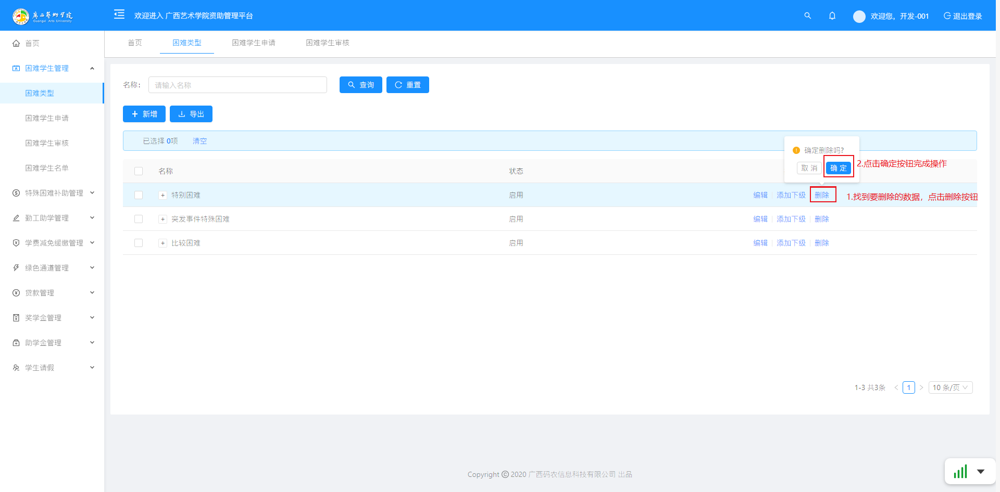 廣西藝術学院
Guangxi Arts University
欢迎进入 广西艺术学院资助管理平台
欢迎您，开发-001
退出登录
首页
困难学生管理
困难类型
困难学生申请
困难学生审核
困难学生名单
特殊困难补助管理
勤工助学管理
学费减免缓缴管理
绿色通道管理
贷款管理
奖学金管理
助学金管理
学生请假
首页 困难类型 困难学生申请 困难学生审核
名称： 请输入名称 查询 重置
新增 导出
已选择 0项 清空
确定删除吗?
取 消 确 定
2.点击确定按钮完成操作
名称 状态
特别困难 启用 编辑 添加下级 删除
1.找到要删除的数据，点击删除按钮
突发事件特殊困难 启用 编辑 添加下级 删除
比较困难 启用 编辑 添加下级 删除
1-3 共3条 < 1 > 10 条/页
Copyright © 2020 广西码农信息科技有限公司 出品